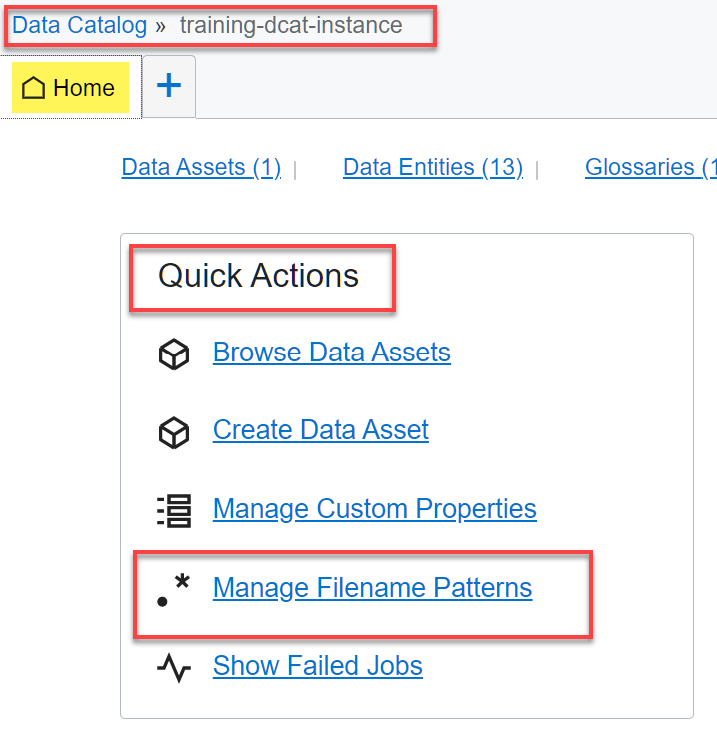 Data Catalog » training-dcat-instance
Home +
Data Assets (1) | Data Entities (13) | Glossaries (1
Quick Actions
Browse Data Assets
Create Data Asset
Manage Custom Properties
.* Manage Filename Patterns
Show Failed Jobs